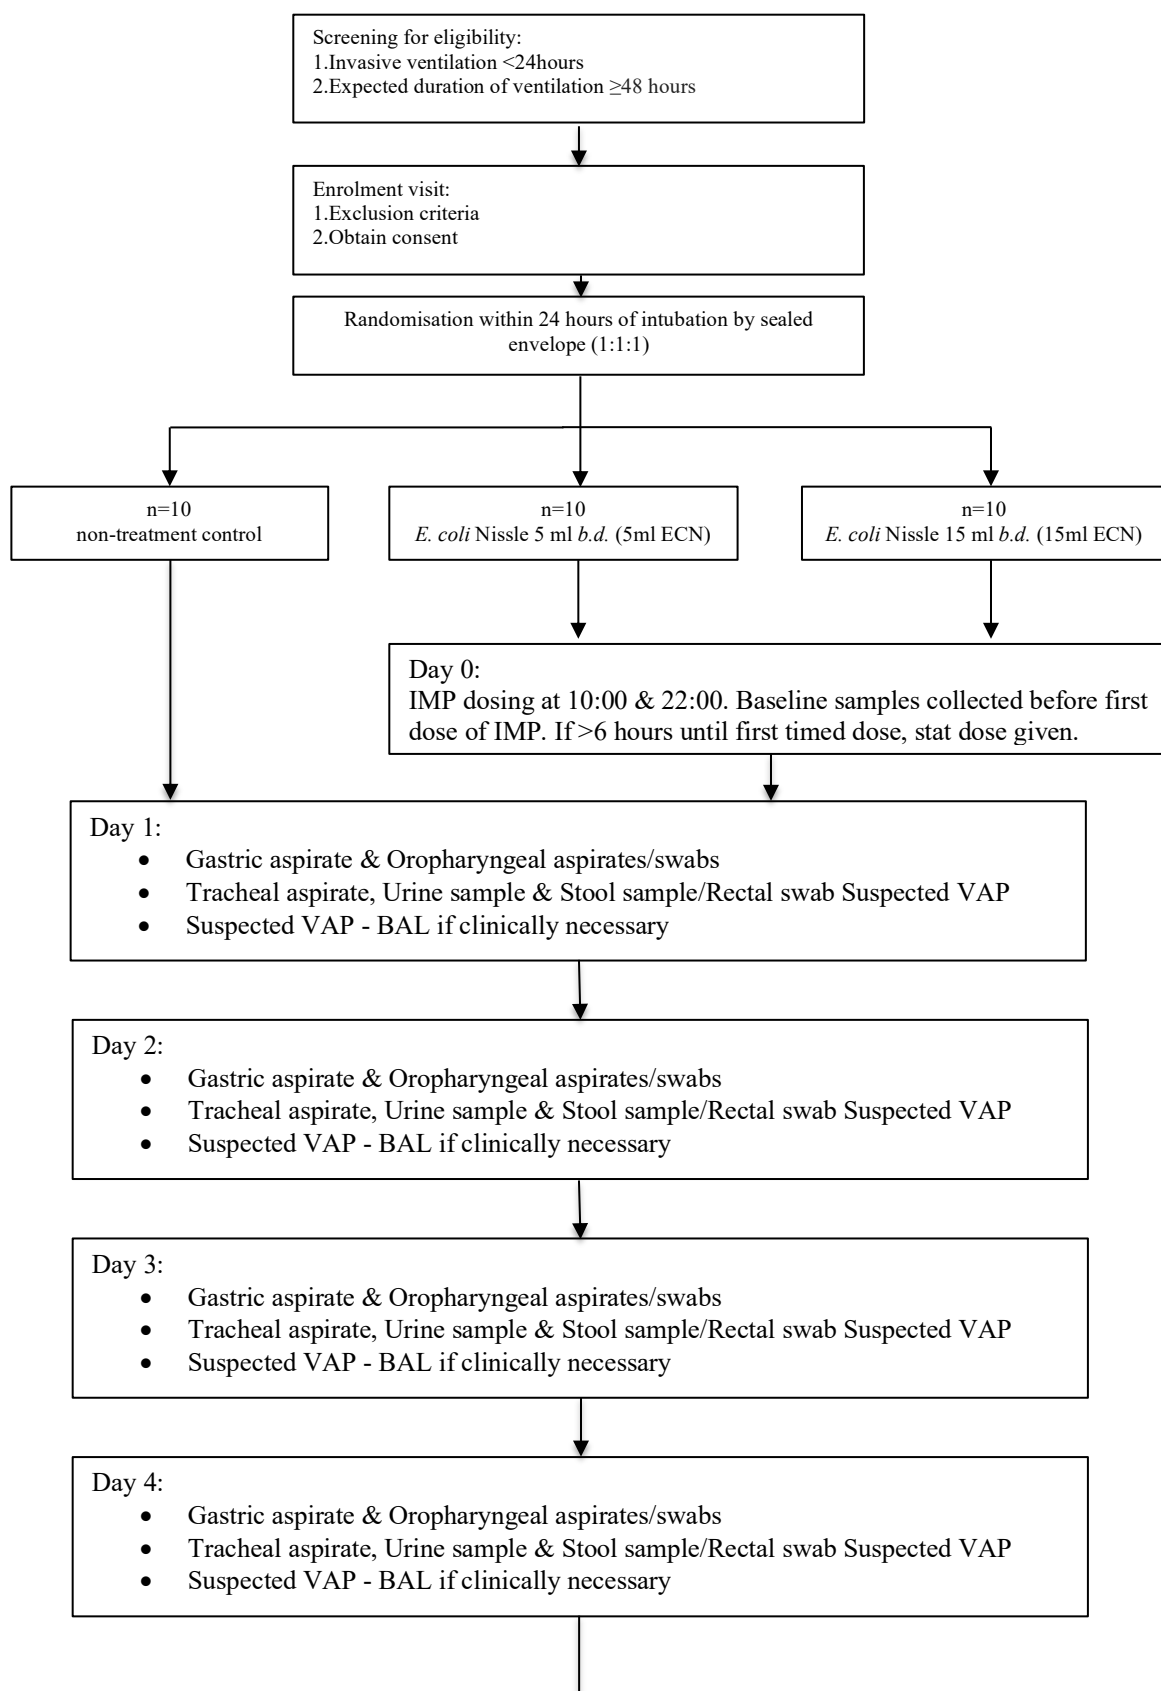 Screening for eligibility:
1.Invasive ventilation <24hours
2.Expected duration of ventilation ≥48 hours
Enrolment visit:
1.Exclusion criteria
2.Obtain consent
Randomisation within 24 hours of intubation by sealed
envelope (1:1:1)
n=10
non-treatment control
n=10
E. coli Nissle 5 ml b.d. (5ml ECN)
n=10
E. coli Nissle 15 ml b.d. (15ml ECN)
Day 0:
IMP dosing at 10:00 & 22:00. Baseline samples collected before first
dose of IMP. If >6 hours until first timed dose, stat dose given.
Day 1:
• Gastric aspirate & Oropharyngeal aspirates/swabs
• Tracheal aspirate, Urine sample & Stool sample/Rectal swab Suspected VAP
• Suspected VAP - BAL if clinically necessary
Day 2:
• Gastric aspirate & Oropharyngeal aspirates/swabs
• Tracheal aspirate, Urine sample & Stool sample/Rectal swab Suspected VAP
• Suspected VAP - BAL if clinically necessary
Day 3:
• Gastric aspirate & Oropharyngeal aspirates/swabs
• Tracheal aspirate, Urine sample & Stool sample/Rectal swab Suspected VAP
• Suspected VAP - BAL if clinically necessary
Day 4:
• Gastric aspirate & Oropharyngeal aspirates/swabs
• Tracheal aspirate, Urine sample & Stool sample/Rectal swab Suspected VAP
• Suspected VAP - BAL if clinically necessary